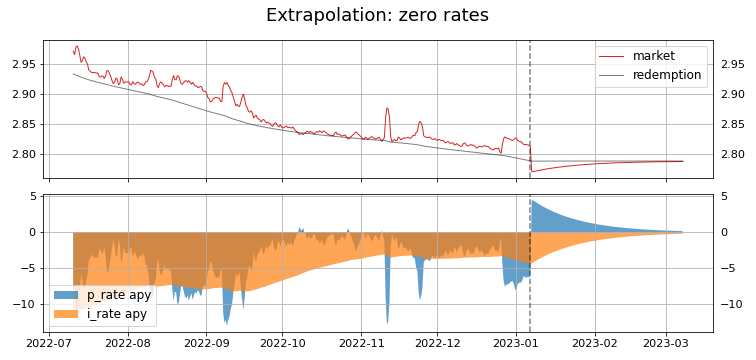 Extrapolation: zero rates
market
redemption
2.95 2.95
2.90 2.90
2.85 2.85
2.80 2.80
5 5
0 0
−5 −5
−10 −10
p_rate apy
i_rate apy
2022-07 2022-08 2022-09 2022-10 2022-11 2022-12 2023-01 2023-02 2023-03